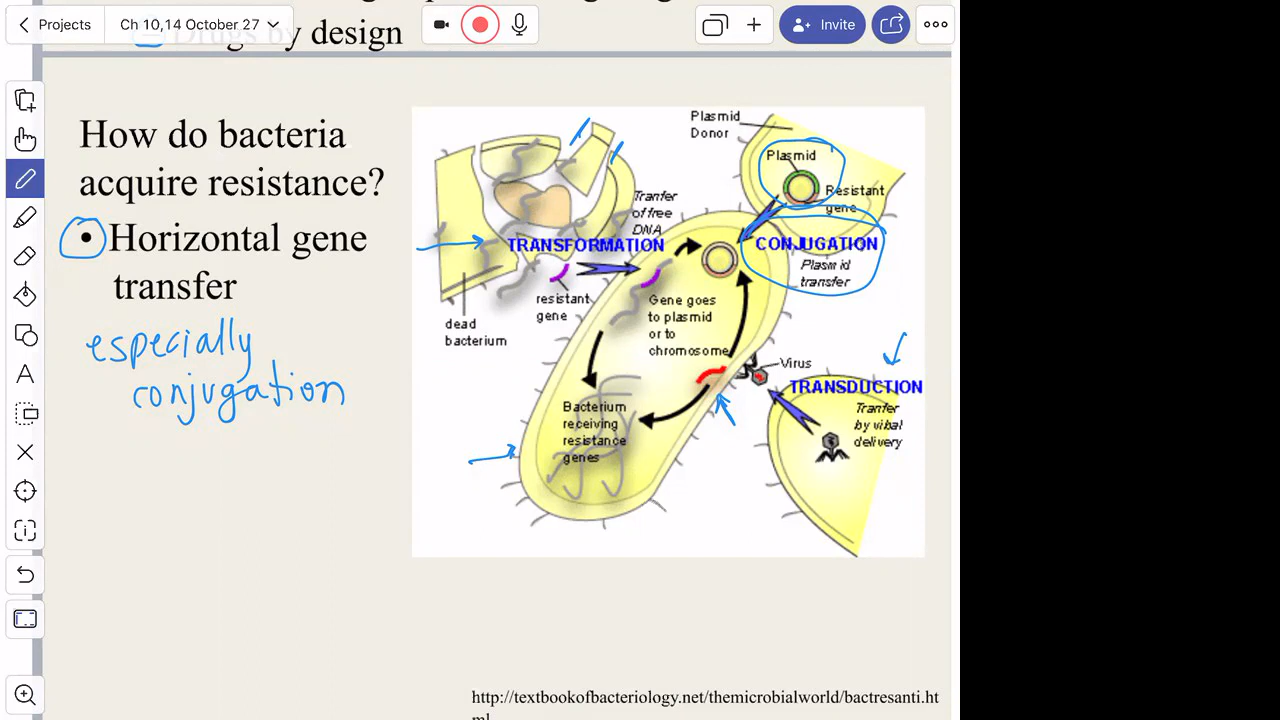 Projects
Ch 10,14 October 27
Invite
Drugs by design
How do bacteria
acquire resistance?
• Horizontal gene
transfer
especially
conjugation
Plasmid
Donor
Plasmid
Resistant
gene
Tranfer
of free
DNA
TRANSFORMATION
CONJUGATION
Plasmid
transfer
resistant
gene
Gene goes
to plasmid
or to
chromosome
dead
bacterium
Virus
TRANSDUCTION
Tranfer
by vibal
delivery
Bacterium
receiving
resistance
genes
http://textbookofbacteriology.net/themicrobialworld/bactresanti.ht
ml